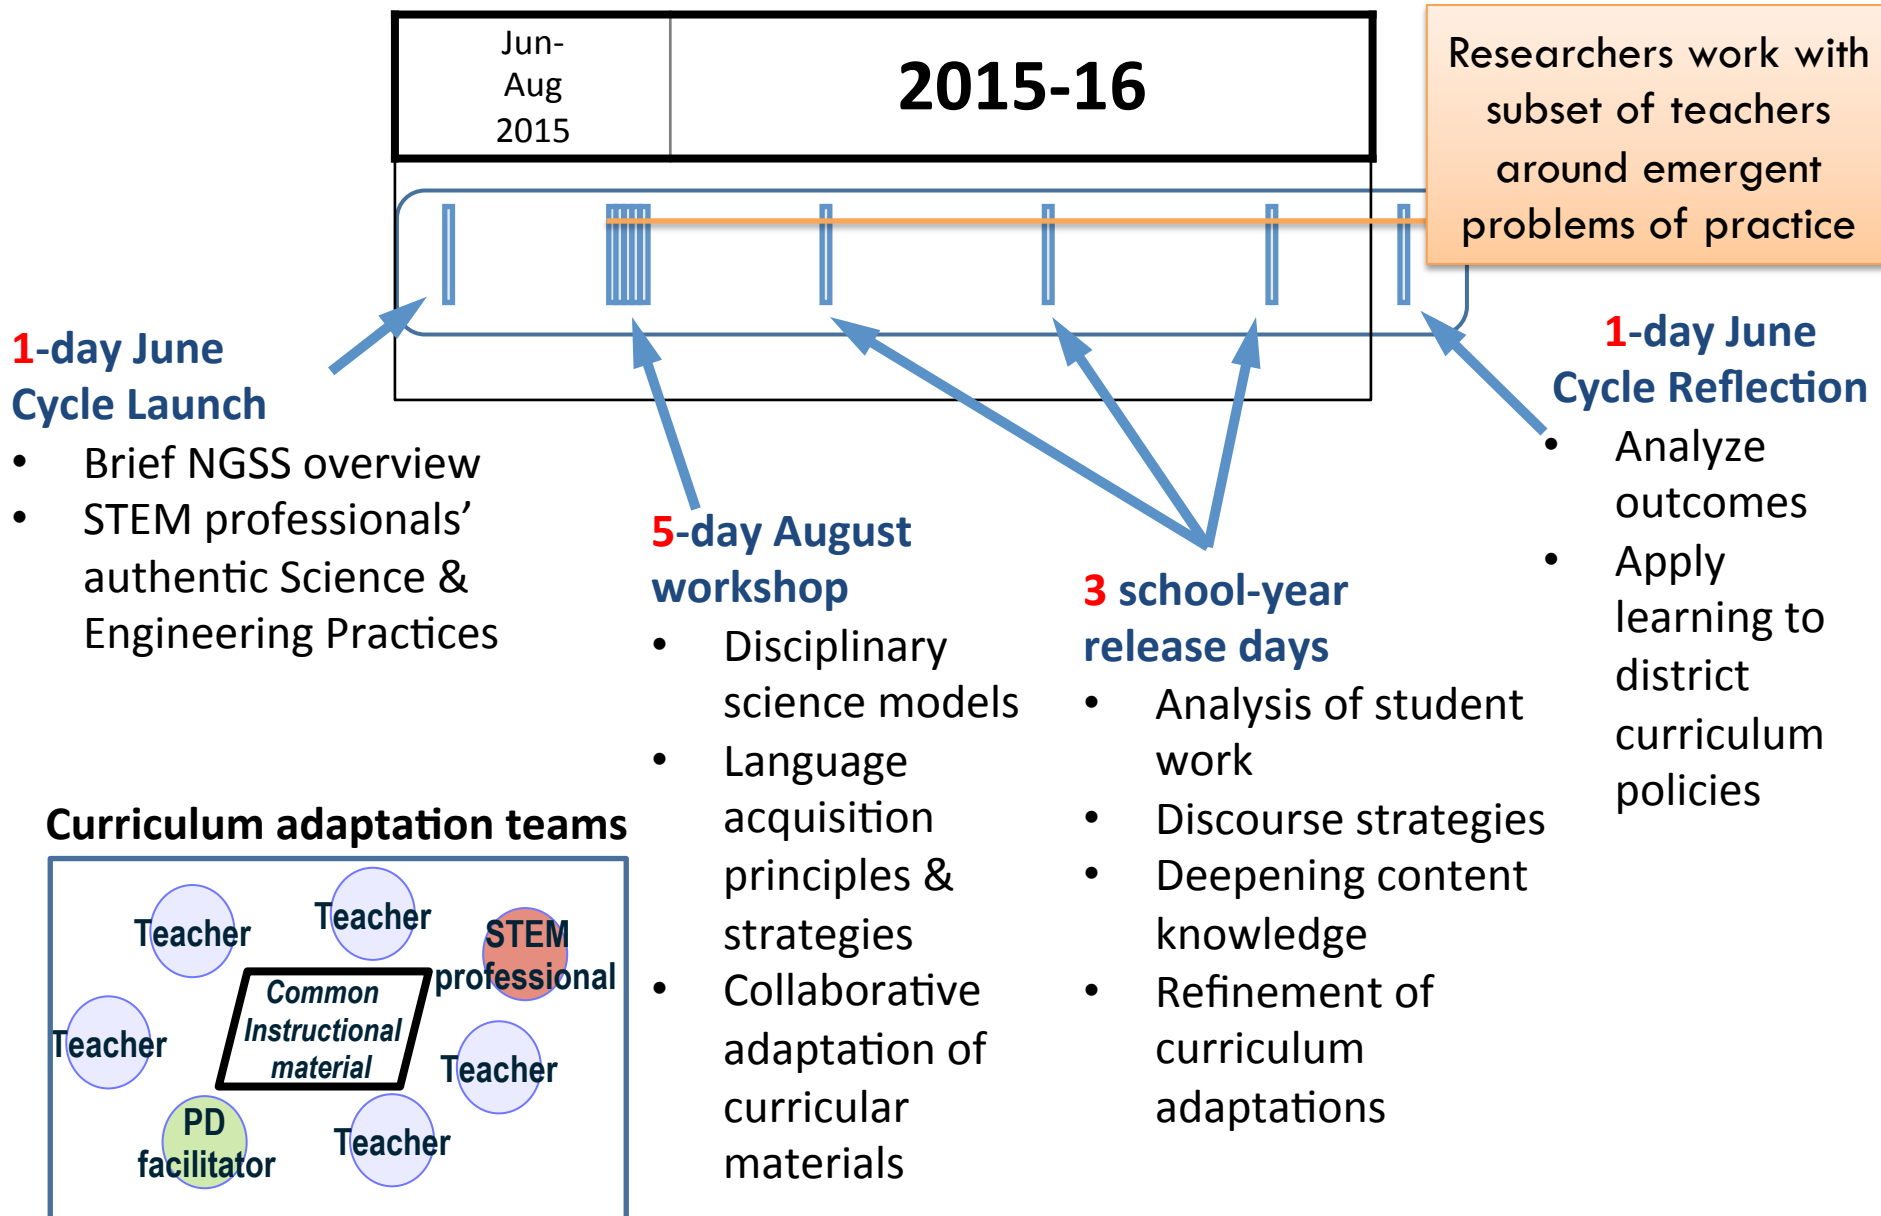 Jun-
Aug
2015
2015-16
Researchers work with
subset of teachers
around emergent
problems of practice
1-day June
Cycle Launch
• Brief NGSS overview
• STEM professionals’
authentic Science &
Engineering Practices
5-day August
workshop
• Disciplinary
science models
• Language
acquisition
principles &
strategies
• Collaborative
adaptation of
curricular
materials
3 school-year
release days
• Analysis of student
work
• Discourse strategies
• Deepening content
knowledge
• Refinement of
curriculum
adaptations
1-day June
Cycle Reflection
• Analyze
outcomes
• Apply
learning to
district
curriculum
policies
Curriculum adaptation teams
Teacher
Teacher
STEM
professional
Common
Instructional
material
Teacher
Teacher
PD
facilitator
Teacher